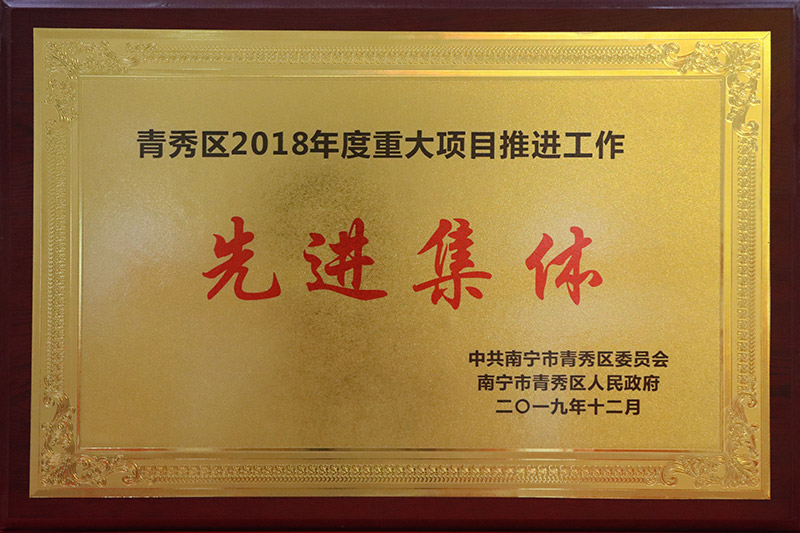 青秀区2018年度重大项目推进工作
先进集体
中共南宁市青秀区委员会
南宁市青秀区人民政府
二〇一九年十二月